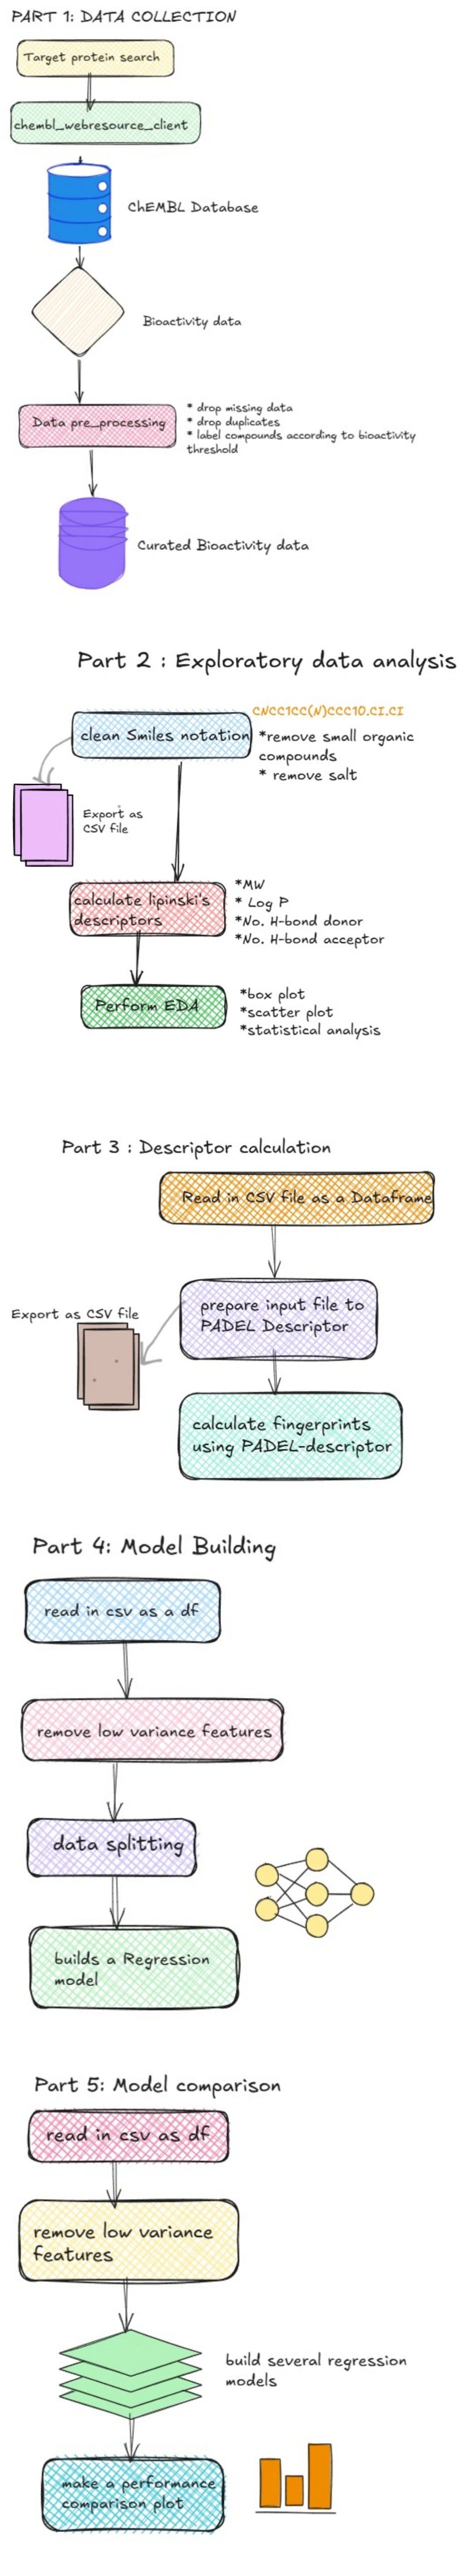 PART 1: DATA COLLECTION
Target protein search
chembl_webresource_client
ChEMBL Database
Bioactivity data
Data pre_processing
* drop missing data
* drop duplicates
* label compounds according to bioactivity
threshold
Curated Bioactivity data
Part 2 : Exploratory data analysis
CNCC1CC(N)CCC1O.CI.CI
clean Smiles notation
*remove small organic
compounds
* remove salt
Export as
CSV file
calculate lipinski's
descriptors
*MW
* Log P
*No. H-bond donor
*No. H-bond acceptor
Perform EDA
*box plot
*scatter plot
*statistical analysis
Part 3 : Descriptor calculation
Read in CSV file as a Dataframe
prepare input file to
PADEL Descriptor
Export as CSV file
calculate fingerprints
using PADEL-descriptor
Part 4: Model Building
read in csv as a df
remove low variance features
data splitting
builds a Regression
model
Part 5: Model comparison
read in csv as df
remove low variance
features
build several regression
models
make a performance
comparison plot